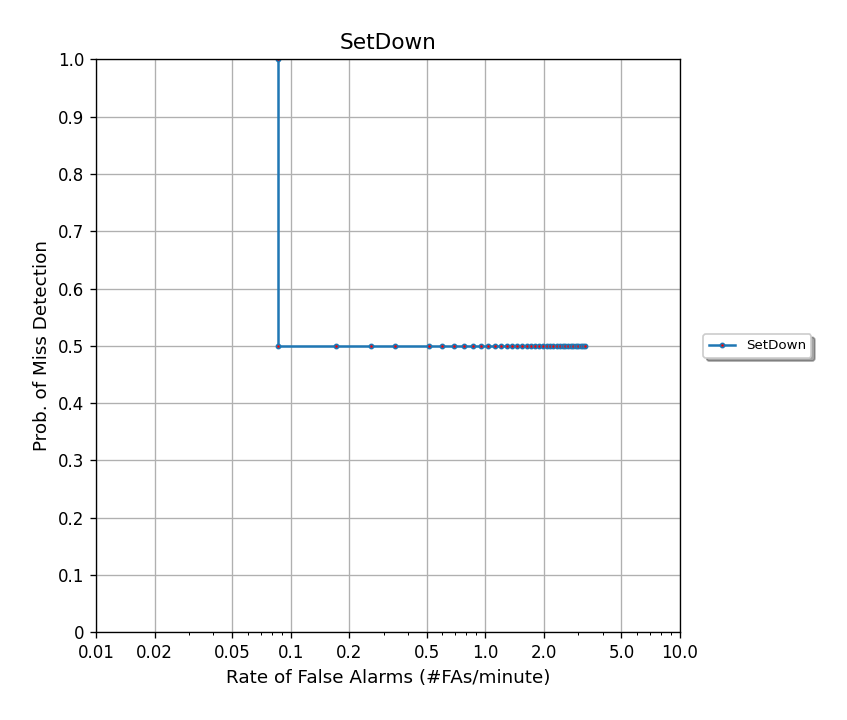 SetDown
1.0
0.9
0.8
0.7
0.6
0.5
0.4
0.3
0.2
0.1
0
Prob. of Miss Detection
0.01 0.02 0.05 0.1 0.2 0.5 1.0 2.0 5.0 10.0
Rate of False Alarms (#FAs/minute)
SetDown